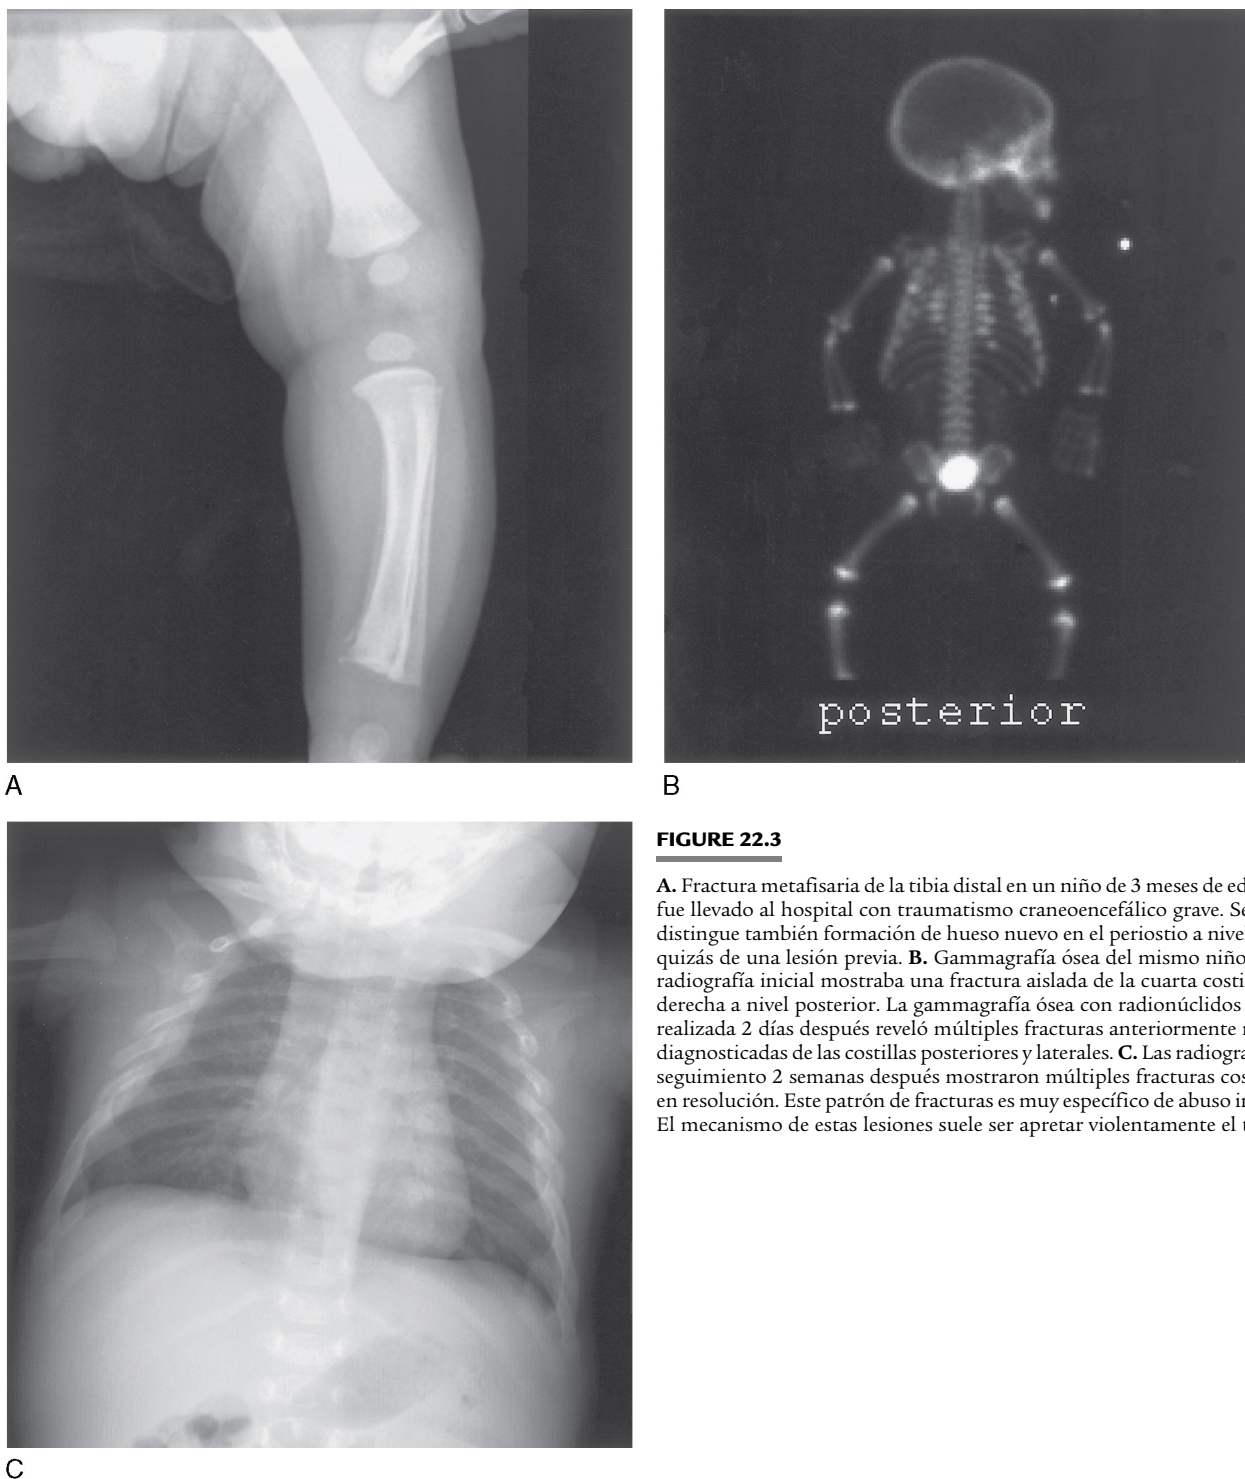 posterior
A
B
FIGURE 22.3
A. Fractura metafisaria de la tibia distal en un niño de 3 meses de ed
fue llevado al hospital con traumatismo craneoencefálico grave. Se
distingue también formación de hueso nuevo en el periostio a nive
quizás de una lesión previa. B. Gammagrafía ósea del mismo niño
radiografía inicial mostraba una fractura aislada de la cuarta costi
derecha a nivel posterior. La gammagrafía ósea con radionúclidos
realizada 2 días después reveló múltiples fracturas anteriormente
diagnosticadas de las costillas posteriores y laterales. C. Las radiogra
seguimiento 2 semanas después mostraron múltiples fracturas cos
en resolución. Este patrón de fracturas es muy específico de abuso in
El mecanismo de estas lesiones suele ser apretar violentamente el
C